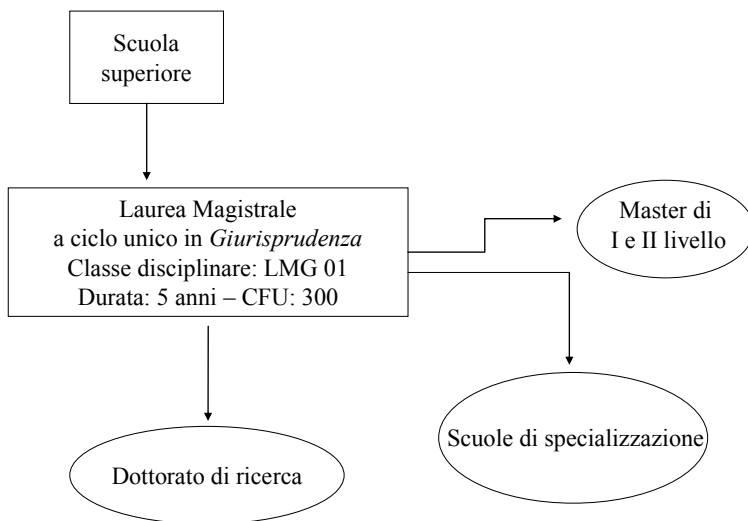 Scuola
superiore
Laurea Magistrale
a ciclo unico in Giurisprudenza
Classe disciplinare: LMG 01
Durata: 5 anni – CFU: 300
Master di
I e II livello
Scuole di specializzazione
Dottorato di ricerca